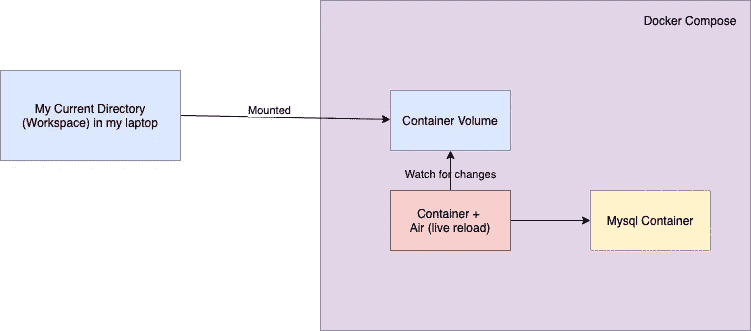 Docker Compose
My Current Directory
(Workspace) in my laptop
Mounted
Container Volume
Watch for changes
Container +
Air (live reload)
Mysql Container